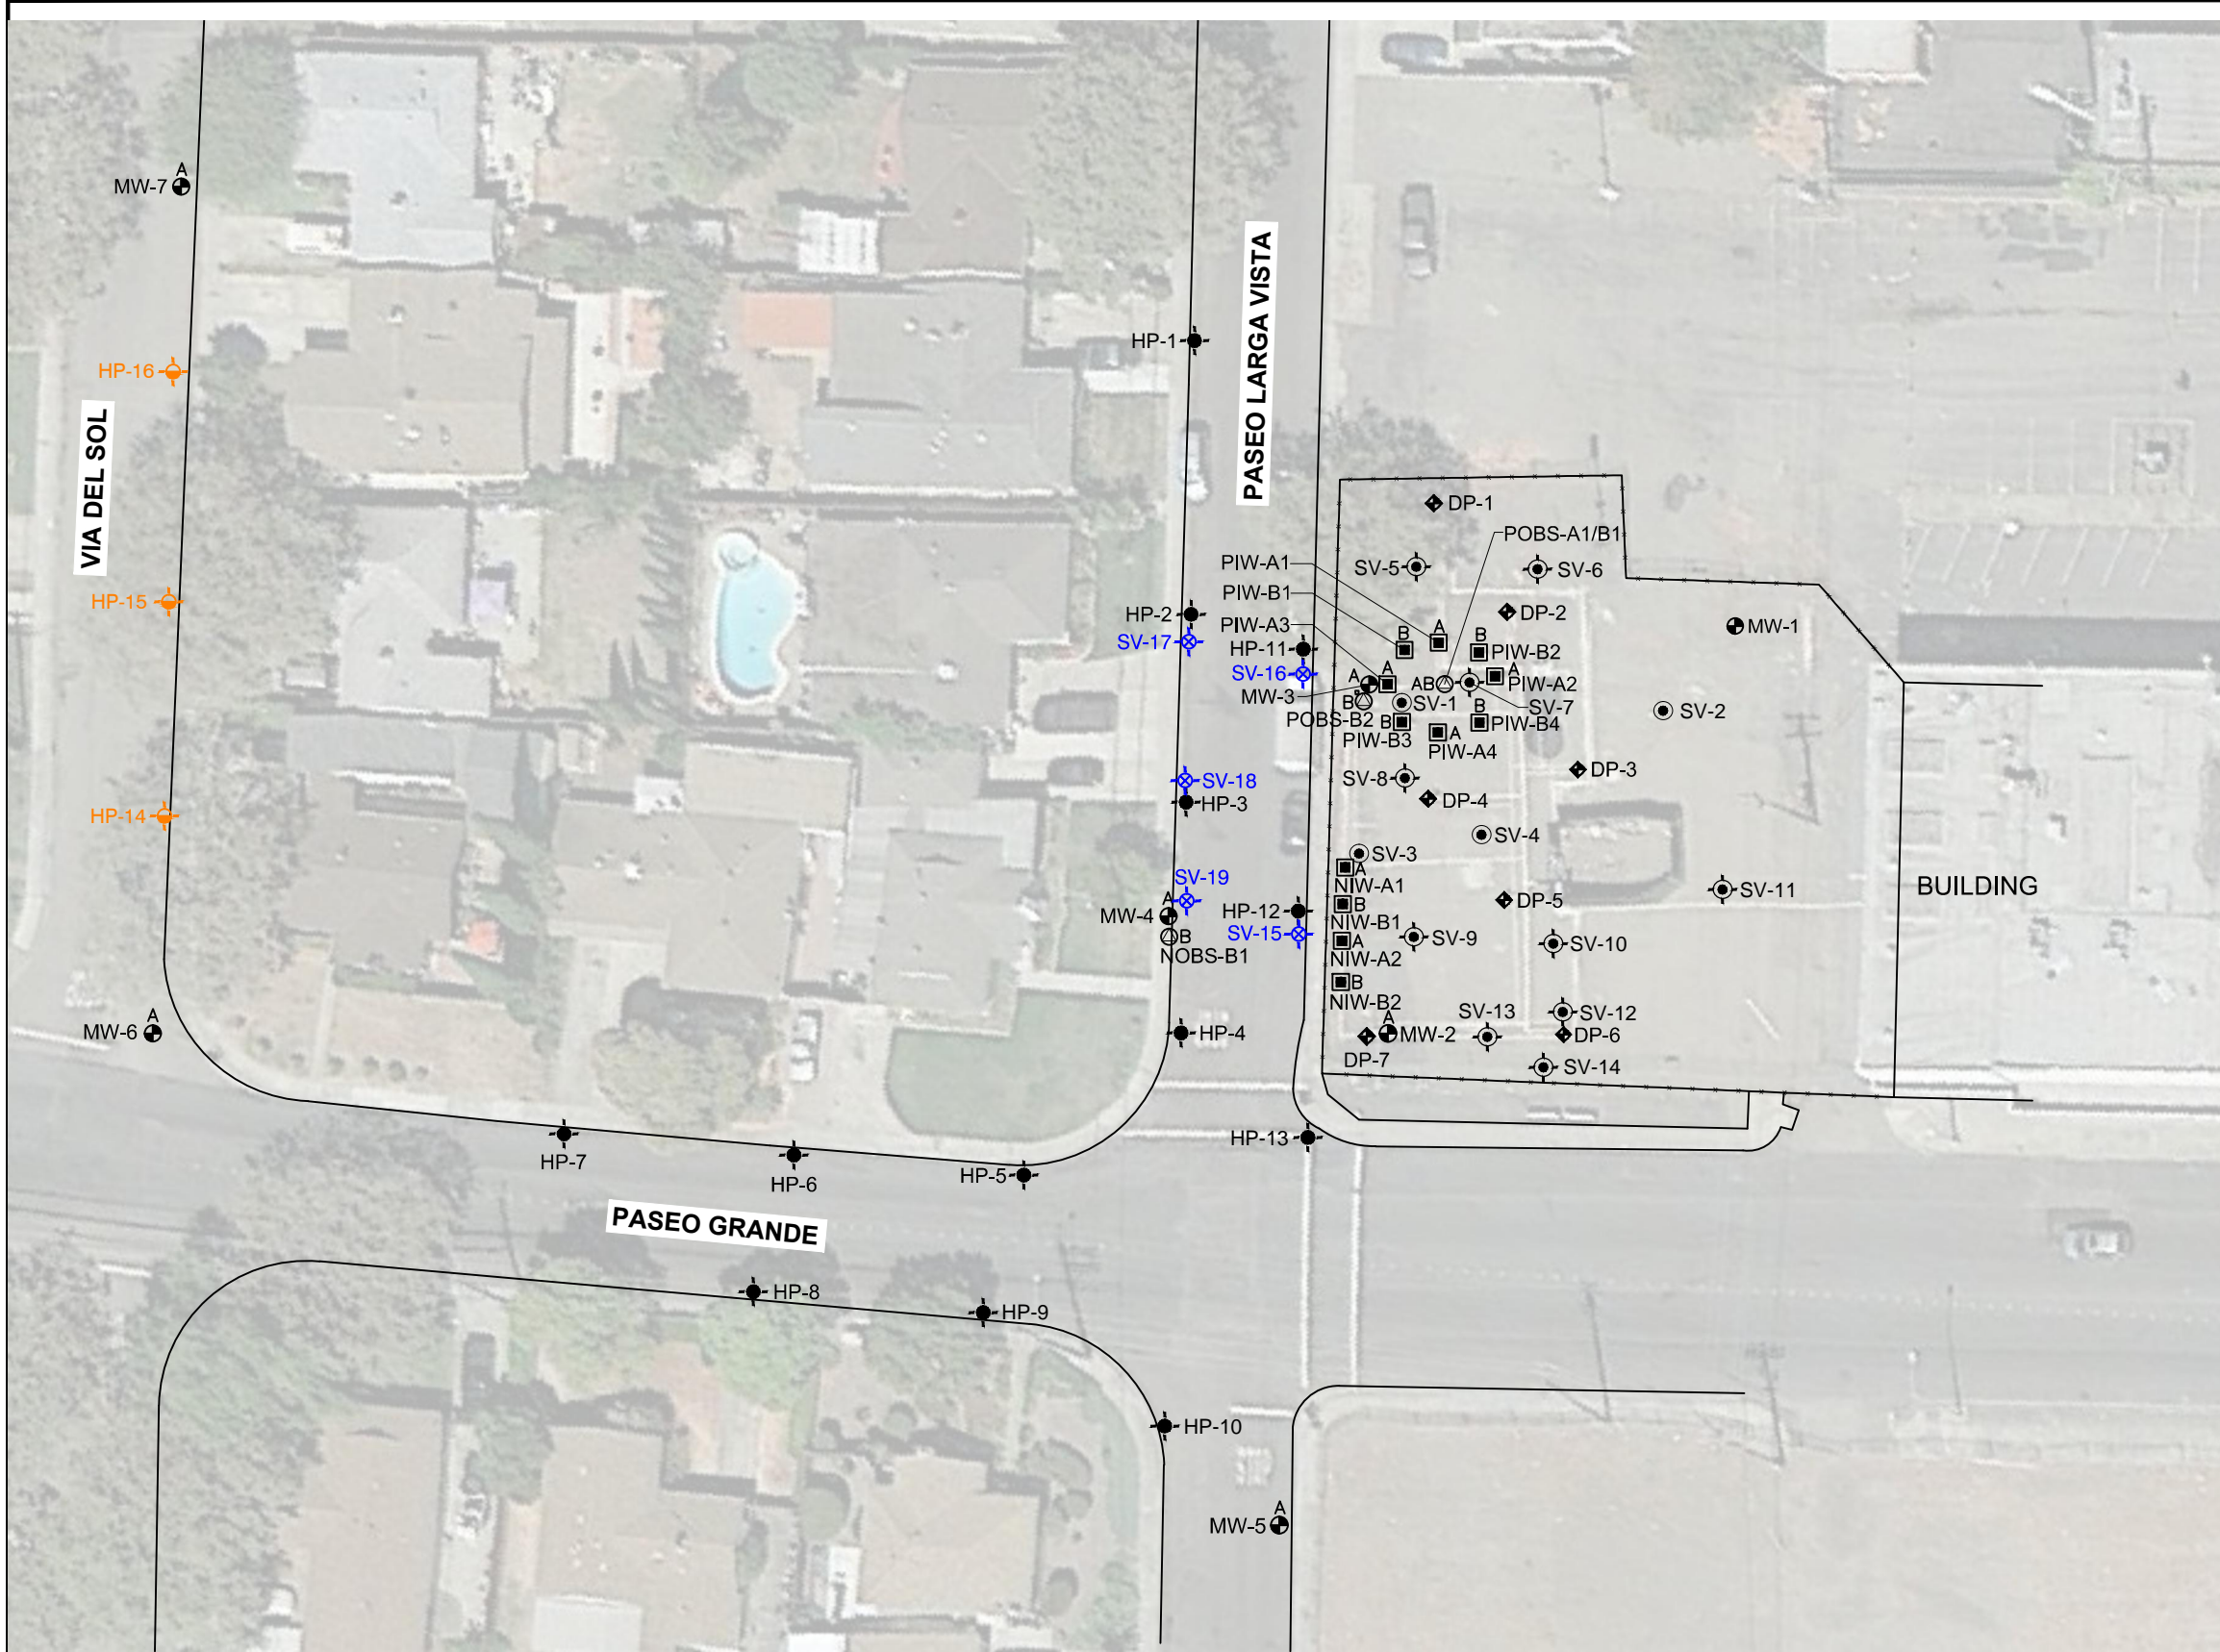 A
MW-7
HP-1
HP-16
PASEO LARGA VISTA
VIA DEL SOL
DP-1
POBS-A1/B1
PIW-A1
SV-5
SV-6
PIW-B1
HP-15
HP-2
DP-2
PIW-A3
MW-1
SV-17
HP-11
B
A
B
PIW-B2
SV-16
A
A
AB
A
PIW-A2
MW-3
B
SV-1
SV-7
SV-2
POBS-B2
B
B
PIW-B4
PIW-B3
A
PIW-A4
SV-18
SV-8
DP-3
HP-3
DP-4
HP-14
SV-4
SV-3
A
SV-19
NIW-A1
SV-11
BUILDING
A
MW-4
HP-12
B
DP-5
NIW-B1
B
SV-15
A
SV-9
SV-10
NOBS-B1
NIW-A2
B
NIW-B2
SV-13
SV-12
A
MW-6
HP-4
A
MW-2
DP-6
DP-7
SV-14
HP-7
HP-6
HP-5
HP-13
PASEO GRANDE
HP-8
HP-9
HP-10
A
MW-5